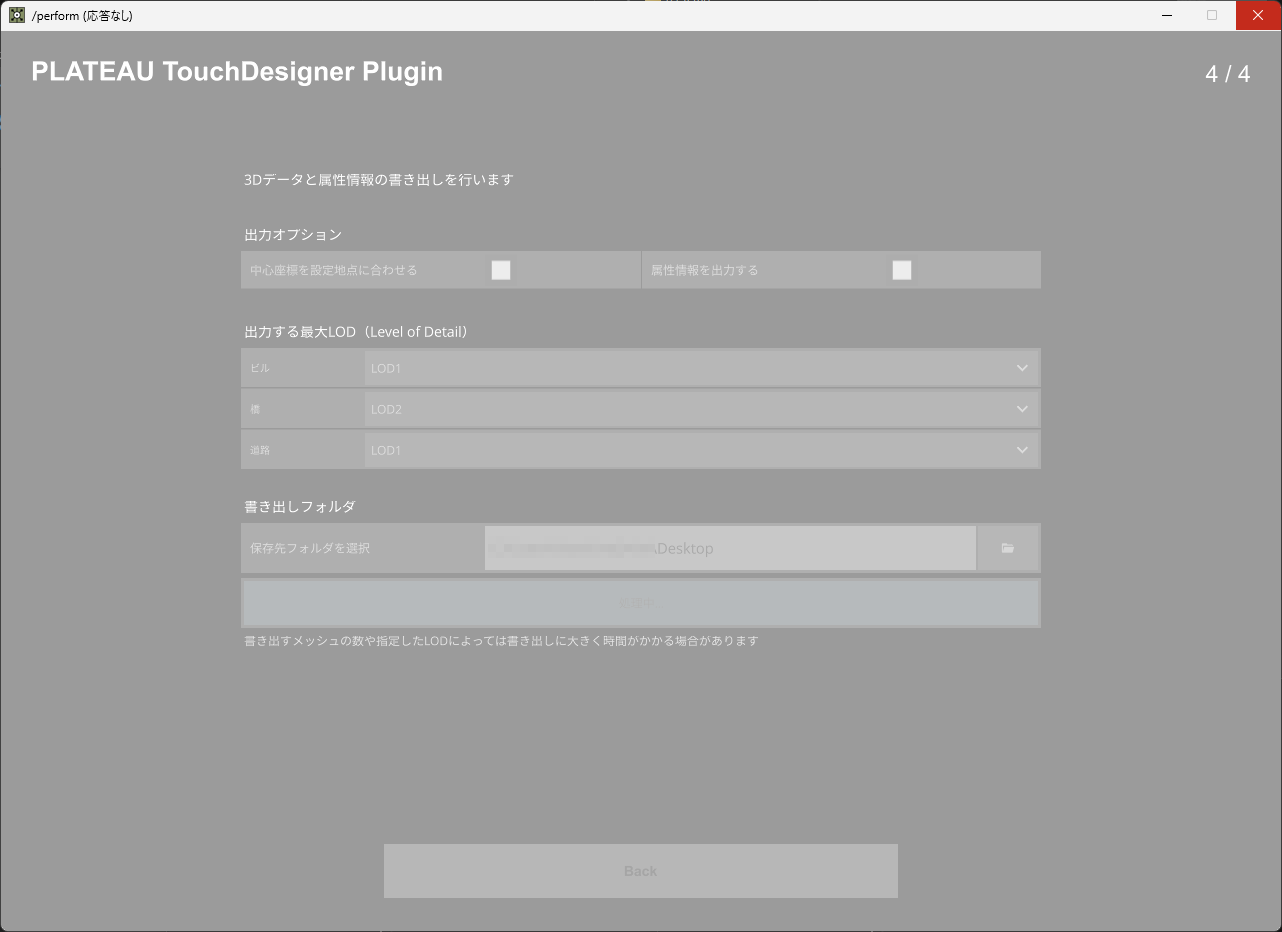 /perform (応答なし)
PLATEAU TouchDesigner Plugin
4 / 4
3Dデータと属性情報の書き出しを行います
出力オプション
中心座標を設定地点に合わせる
属性情報を出力する
出力する最大LOD（Level of Detail）
ビル LOD1
橋 LOD2
道路 LOD1
書き出しフォルダ
保存先フォルダを選択 \Desktop
書き出すメッシュの数や指定したLODによっては書き出しに大きく時間がかかる場合があります
Back